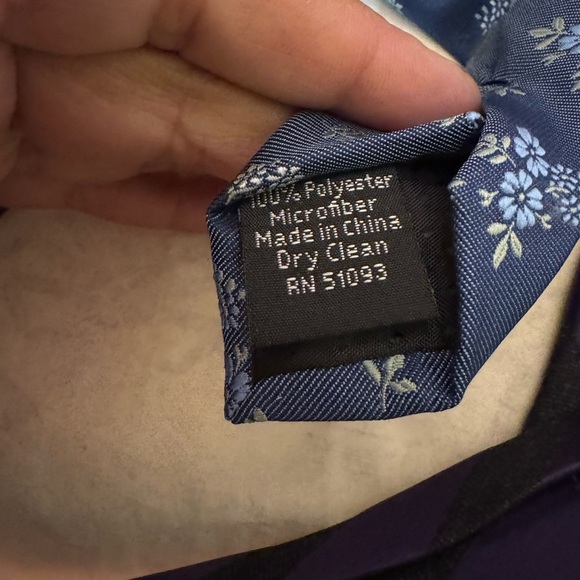 100% Polyester
Microfiber
Made in China
Dry Clean
RN 51093